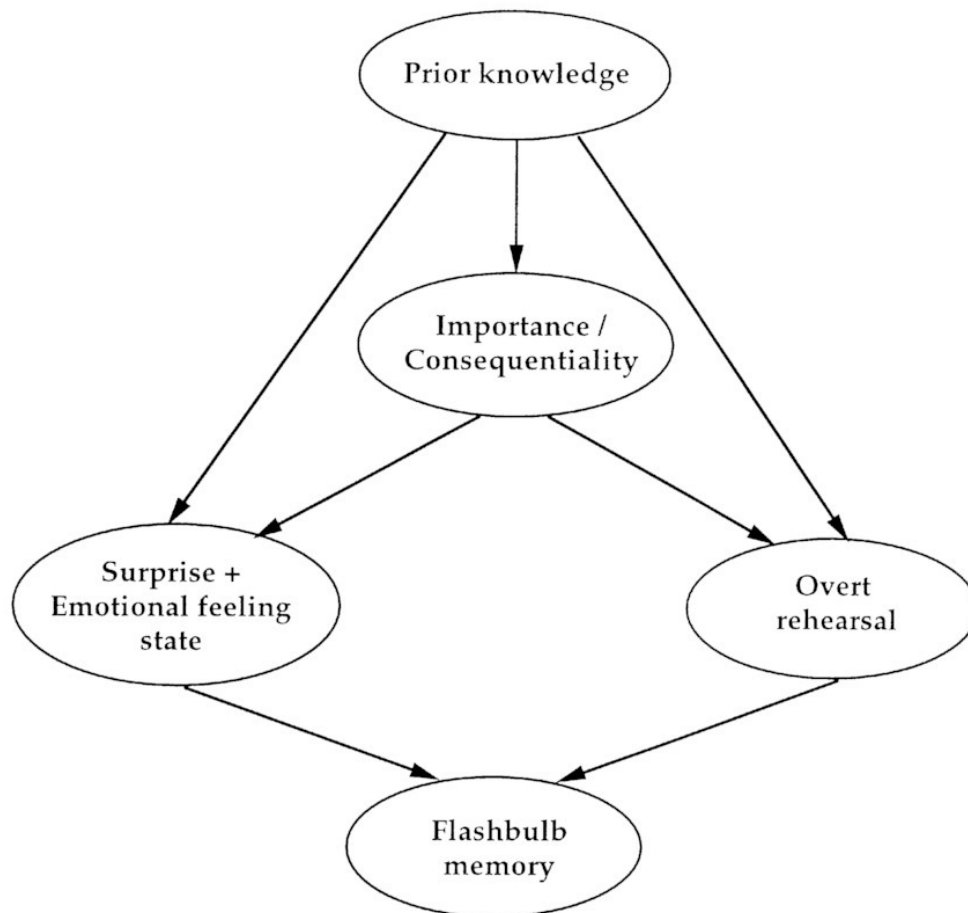 Prior knowledge
Importance /
Consequentiality
Surprise +
Emotional feeling
state
Overt
rehearsal
Flashbulb
memory